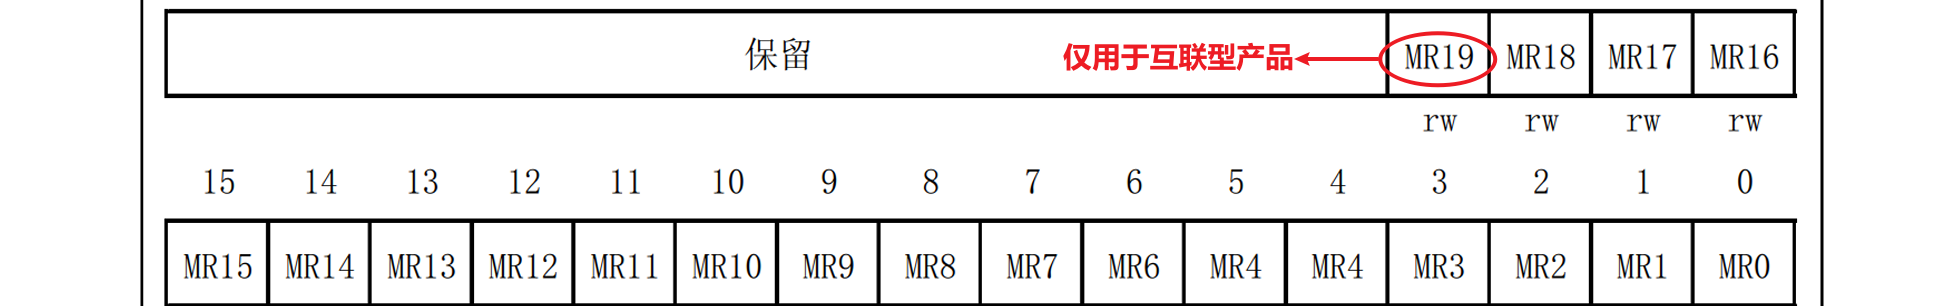 保留 仅用于互联型产品 MR19 MR18 MR17 MR16
rw rw rw rw
15 14 13 12 11 10 9 8 7 6 5 4 3 2 1 0
MR15 MR14 MR13 MR12 MR11 MR10 MR9 MR8 MR7 MR6 MR4 MR4 MR3 MR2 MR1 MR0